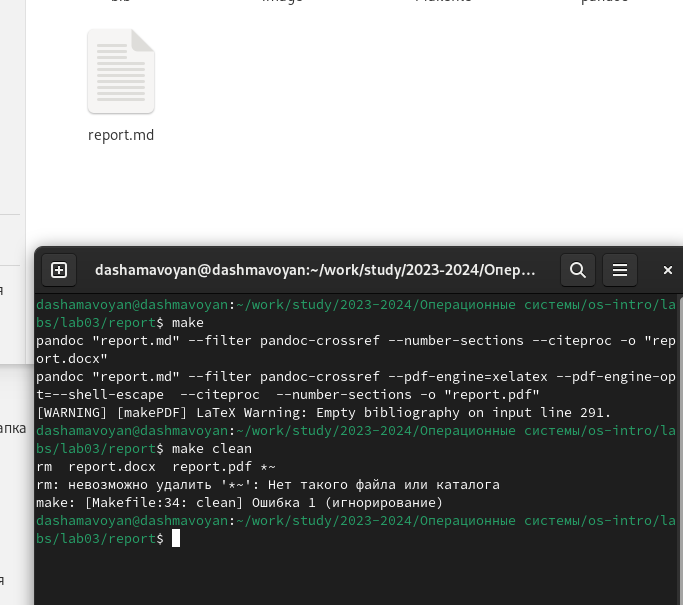 report.md
dashamavoyan@dashmavoyan:~/work/study/2023-2024/Опер...
dashamavoyan@dashmavoyan:~/work/study/2023-2024/Операционные системы/os-intro/la
bs/lab03/report$ make
pandoc "report.md" --filter pandoc-crossref --number-sections --citeproc -o "rep
ort.docx"
pandoc "report.md" --filter pandoc-crossref --pdf-engine=xelatex --pdf-engine-op
t=--shell-escape  --citeproc  --number-sections -o "report.pdf"
[WARNING] [makePDF] LaTeX Warning: Empty bibliography on input line 291.
dashamavoyan@dashmavoyan:~/work/study/2023-2024/Операционные системы/os-intro/la
bs/lab03/report$ make clean
rm  report.docx  report.pdf *~
rm: невозможно удалить '*~': Нет такого файла или каталога
make: [Makefile:34: clean] Ошибка 1 (игнорирование)
dashamavoyan@dashmavoyan:~/work/study/2023-2024/Операционные системы/os-intro/la
bs/lab03/report$